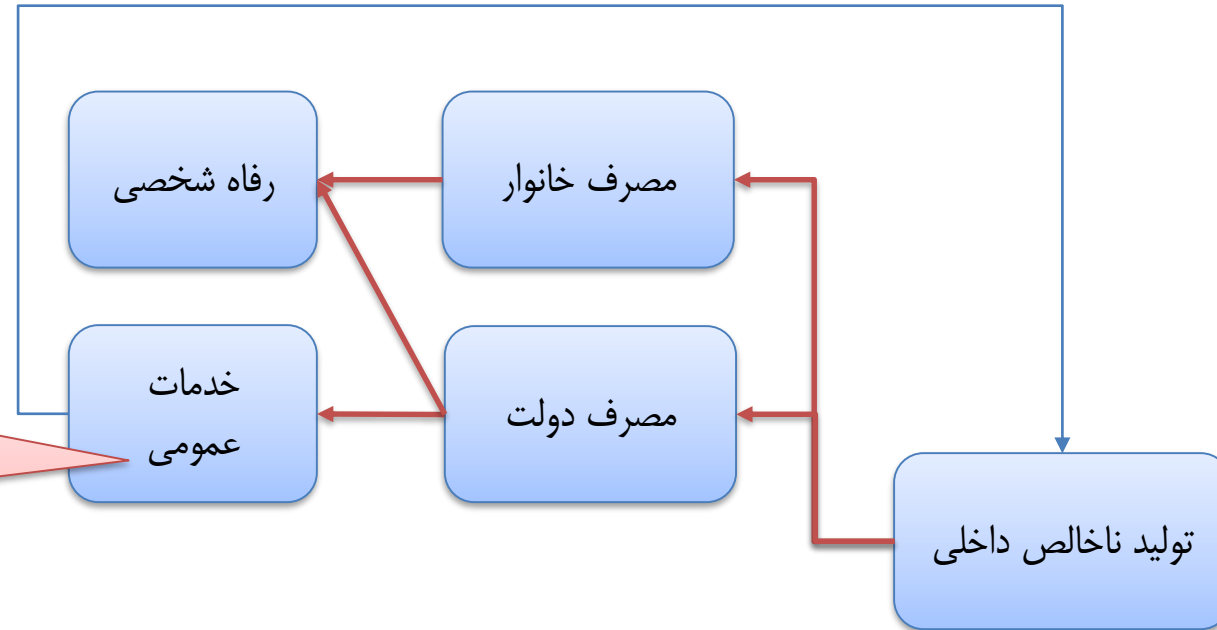 مصرف خانوار
رفاه شخصی
مصرف دولت
خدمات
عمومی
تولید ناخالص داخلی